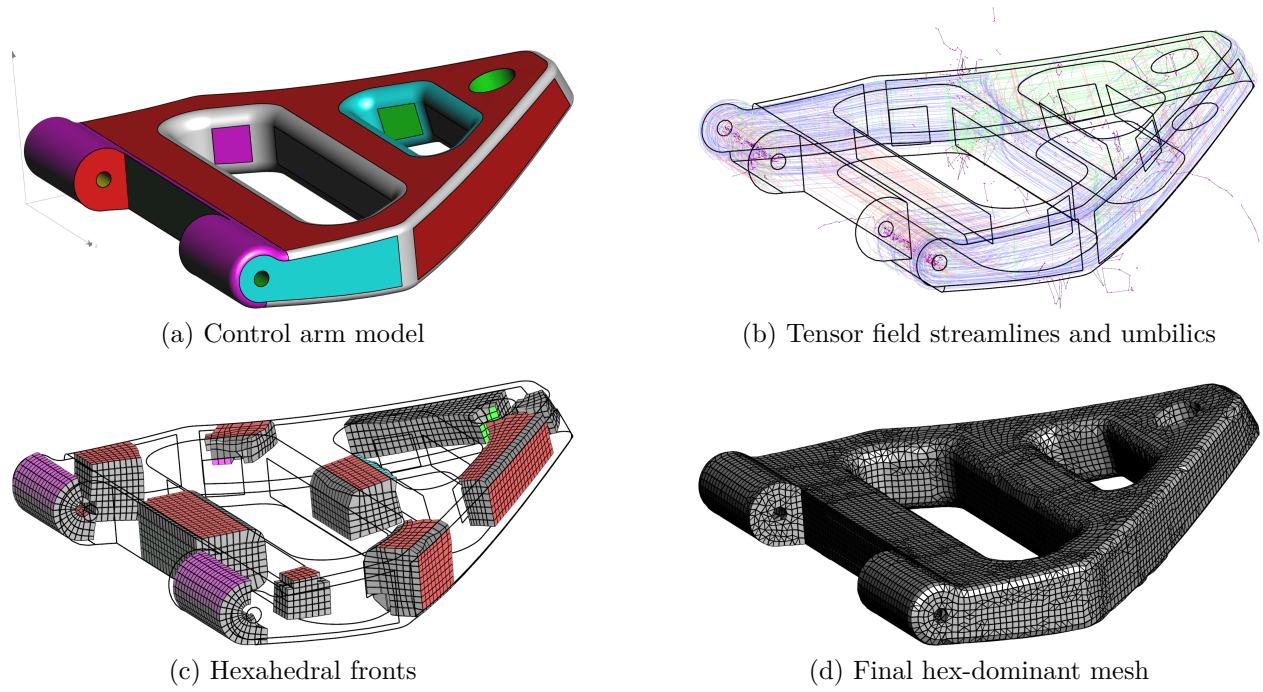 (a) Control arm model
(b) Tensor field streamlines and umbilics
(c) Hexahedral fronts
(d) Final hex-dominant mesh